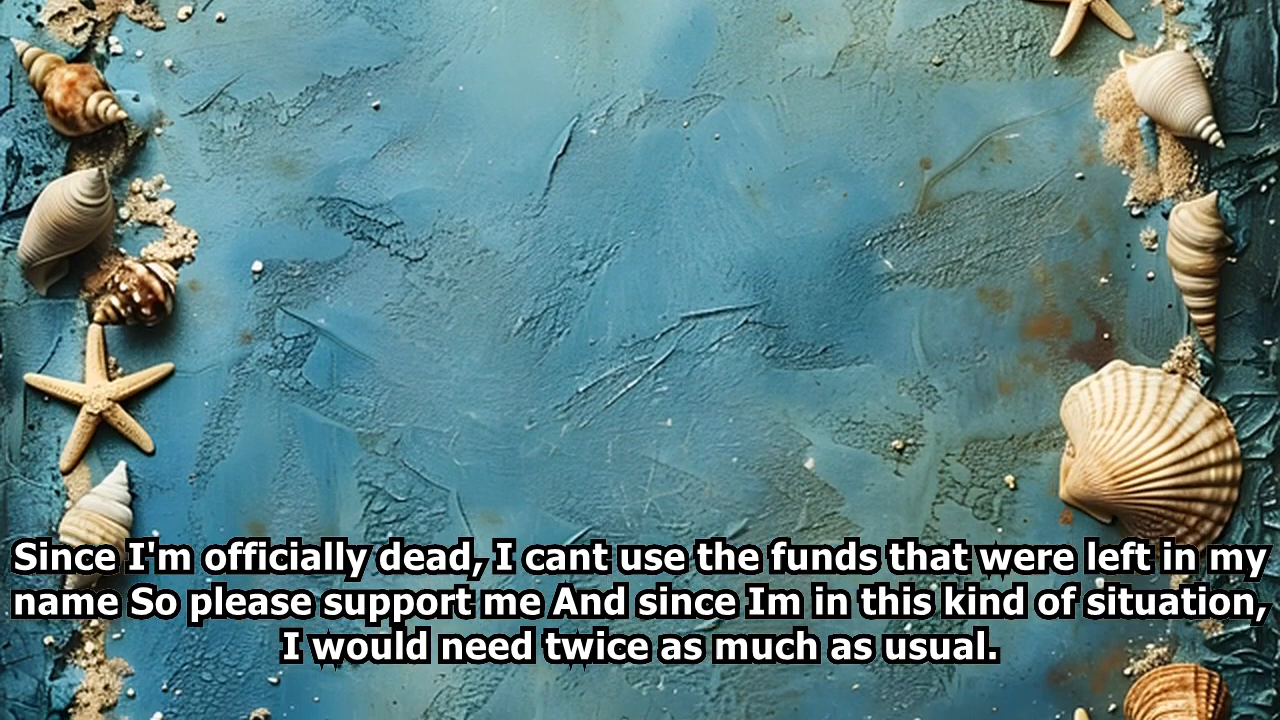 Since I'm officially dead, I cant use the funds that were left in my
name So please support me And since Im in this kind of situation,
I would need twice as much as usual.